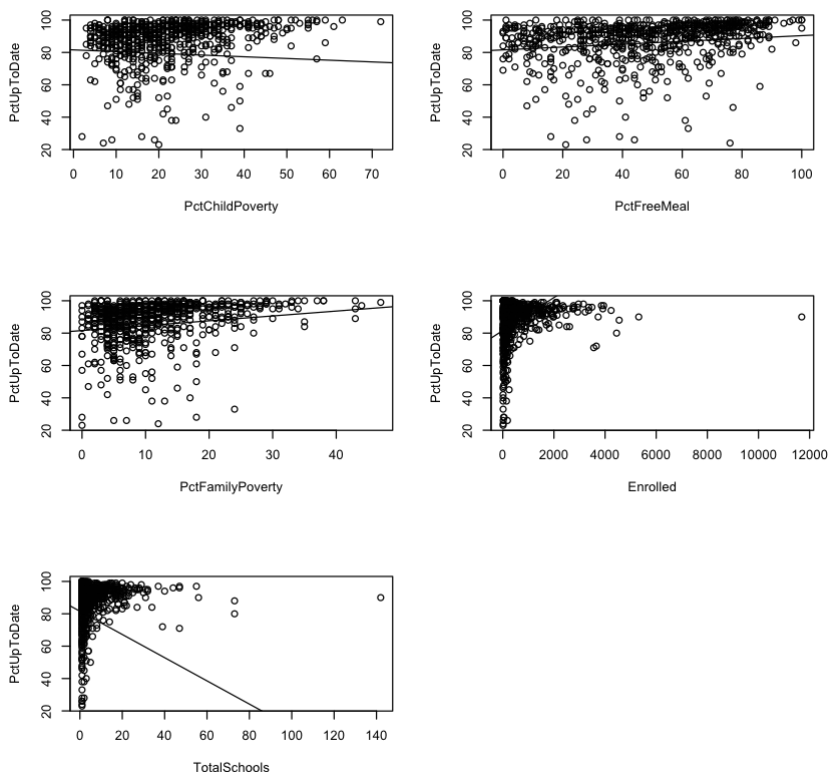 PctUpToDate
20 40 60 80 100
0 10 20 30 40 50 60 70
PctChildPoverty
PctUpToDate
20 40 60 80 100
0 20 40 60 80 100
PctFreeMeal
PctUpToDate
20 40 60 80 100
0 10 20 30 40
PctFamilyPoverty
PctUpToDate
20 40 60 80 100
0 2000 4000 6000 8000 10000 12000
Enrolled
PctUpToDate
20 40 60 80 100
0 20 40 60 80 100 120 140
TotalSchools